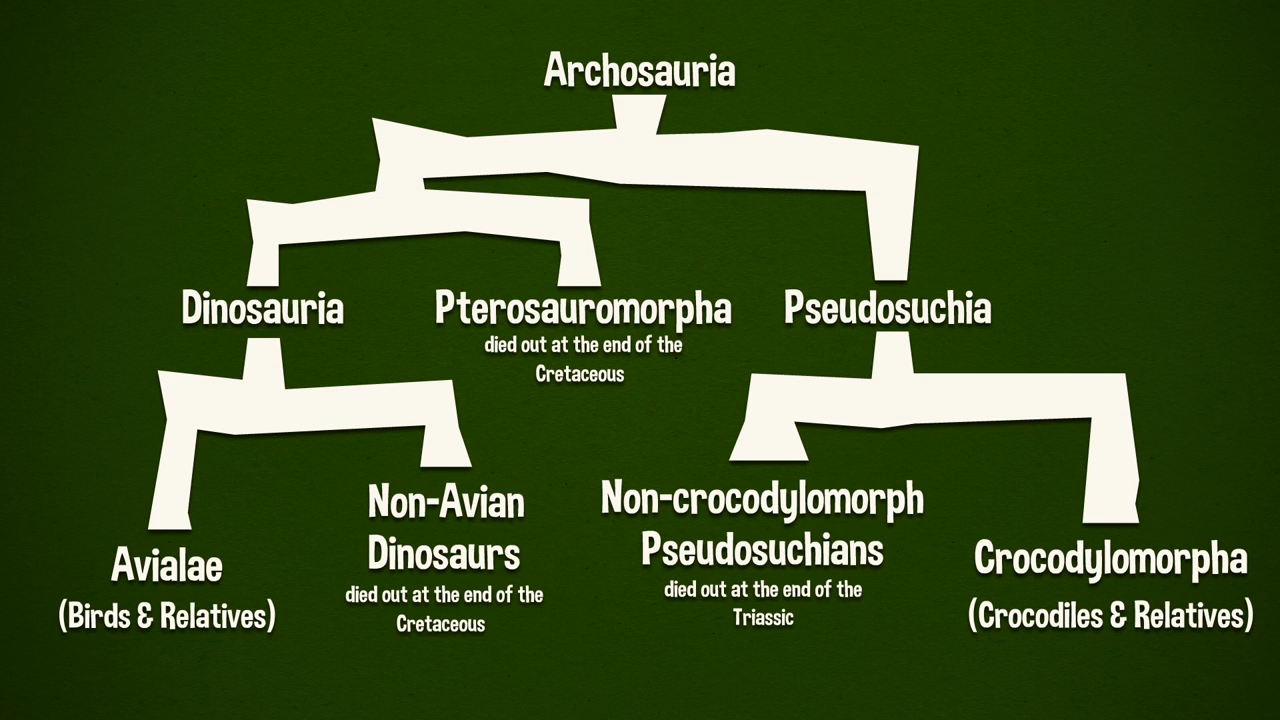 Archosauria
Dinosauria
Pterosauromorpha
died out at the end of the
Cretaceous
Pseudosuchia
Avialae
(Birds & Relatives)
Non-Avian
Dinosaurs
died out at the end of the
Cretaceous
Non-crocodylomorph
Pseudosuchians
died out at the end of the
Triassic
Crocodylomorpha
(Crocodiles & Relatives)